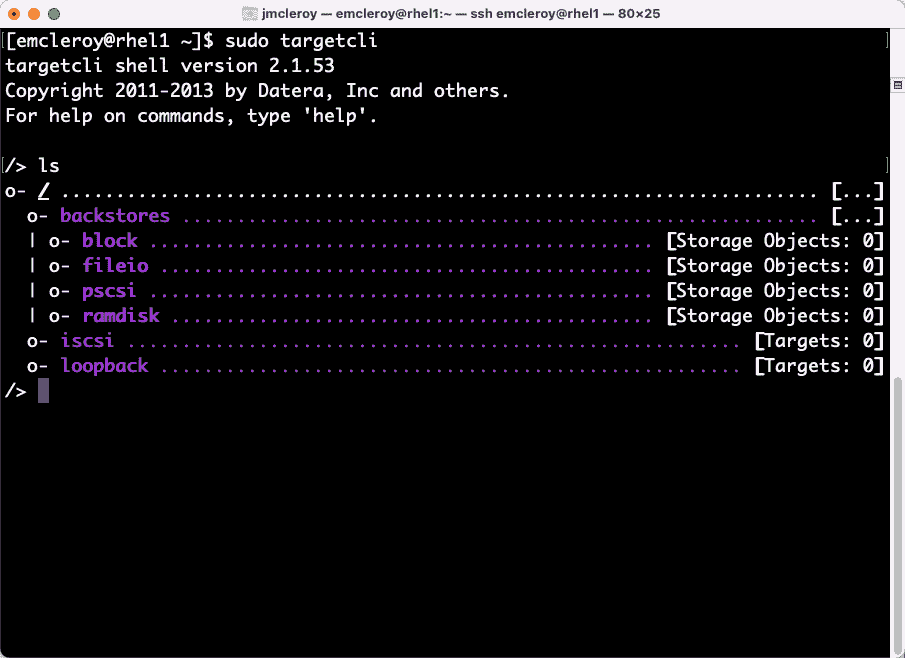 jmcleroy — emcleroy@rhel1:~ — ssh emcleroy@rhel1 — 80×25
[emcleroy@rhel1 ~]$ sudo targetcli
targetcli shell version 2.1.53
Copyright 2011-2013 by Datera, Inc and others.
For help on commands, type 'help'.
/> ls
o- / ..................................................................... [...]
  o- backstores .......................................................... [...]
  | o- block .............................................. [Storage Objects: 0]
  | o- fileio ............................................. [Storage Objects: 0]
  | o- pscsi .............................................. [Storage Objects: 0]
  | o- ramdisk ............................................ [Storage Objects: 0]
  o- iscsi ........................................................ [Targets: 0]
  o- loopback ..................................................... [Targets: 0]
/>